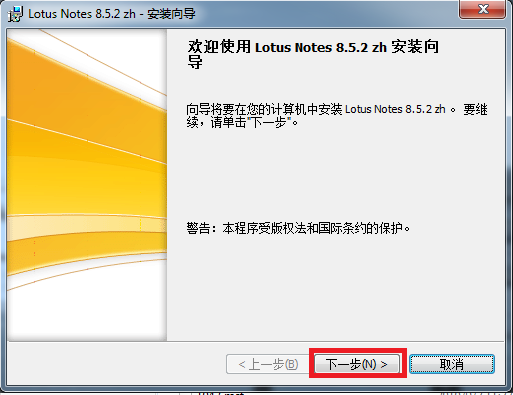 Lotus Notes 8.5.2 zh - 安装向导
欢迎使用 Lotus Notes 8.5.2 zh 安装向
导
向导将要在您的计算机中安装 Lotus Notes 8.5.2 zh 。 要继
续，请单击"下一步"。
警告：本程序受版权法和国际条约的保护。
< 上一步(B)
下一步(N) >
取消